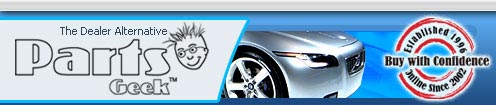 The Dealer Alternative
Parts
Geek™
Established 1996
Buy with Confidence
Online Since 2002